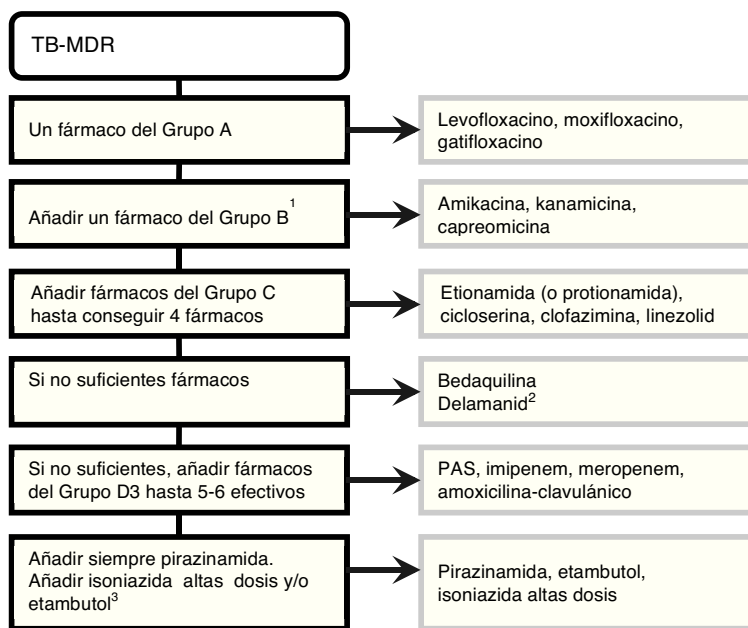 TB-MDR
Un fármaco del Grupo A
Levofloxacino, moxifloxacino,
gatifloxacino
Añadir un fármaco del Grupo B1
Amikacina, kanamicina,
capreomicina
Añadir fármacos del Grupo C
hasta conseguir 4 fármacos
Etionamida (o protionamida),
cicloserina, clofazimina, linezolid
Si no suficientes fármacos
Bedaquilina
Delamanid2
Si no suficientes, añadir fármacos
del Grupo D3 hasta 5-6 efectivos
PAS, imipenem, meropenem,
amoxicilina-clavulánico
Añadir siempre pirazinamida.
Añadir isoniazida altas dosis y/o
etambutol3
Pirazinamida, etambutol,
isoniazida altas dosis